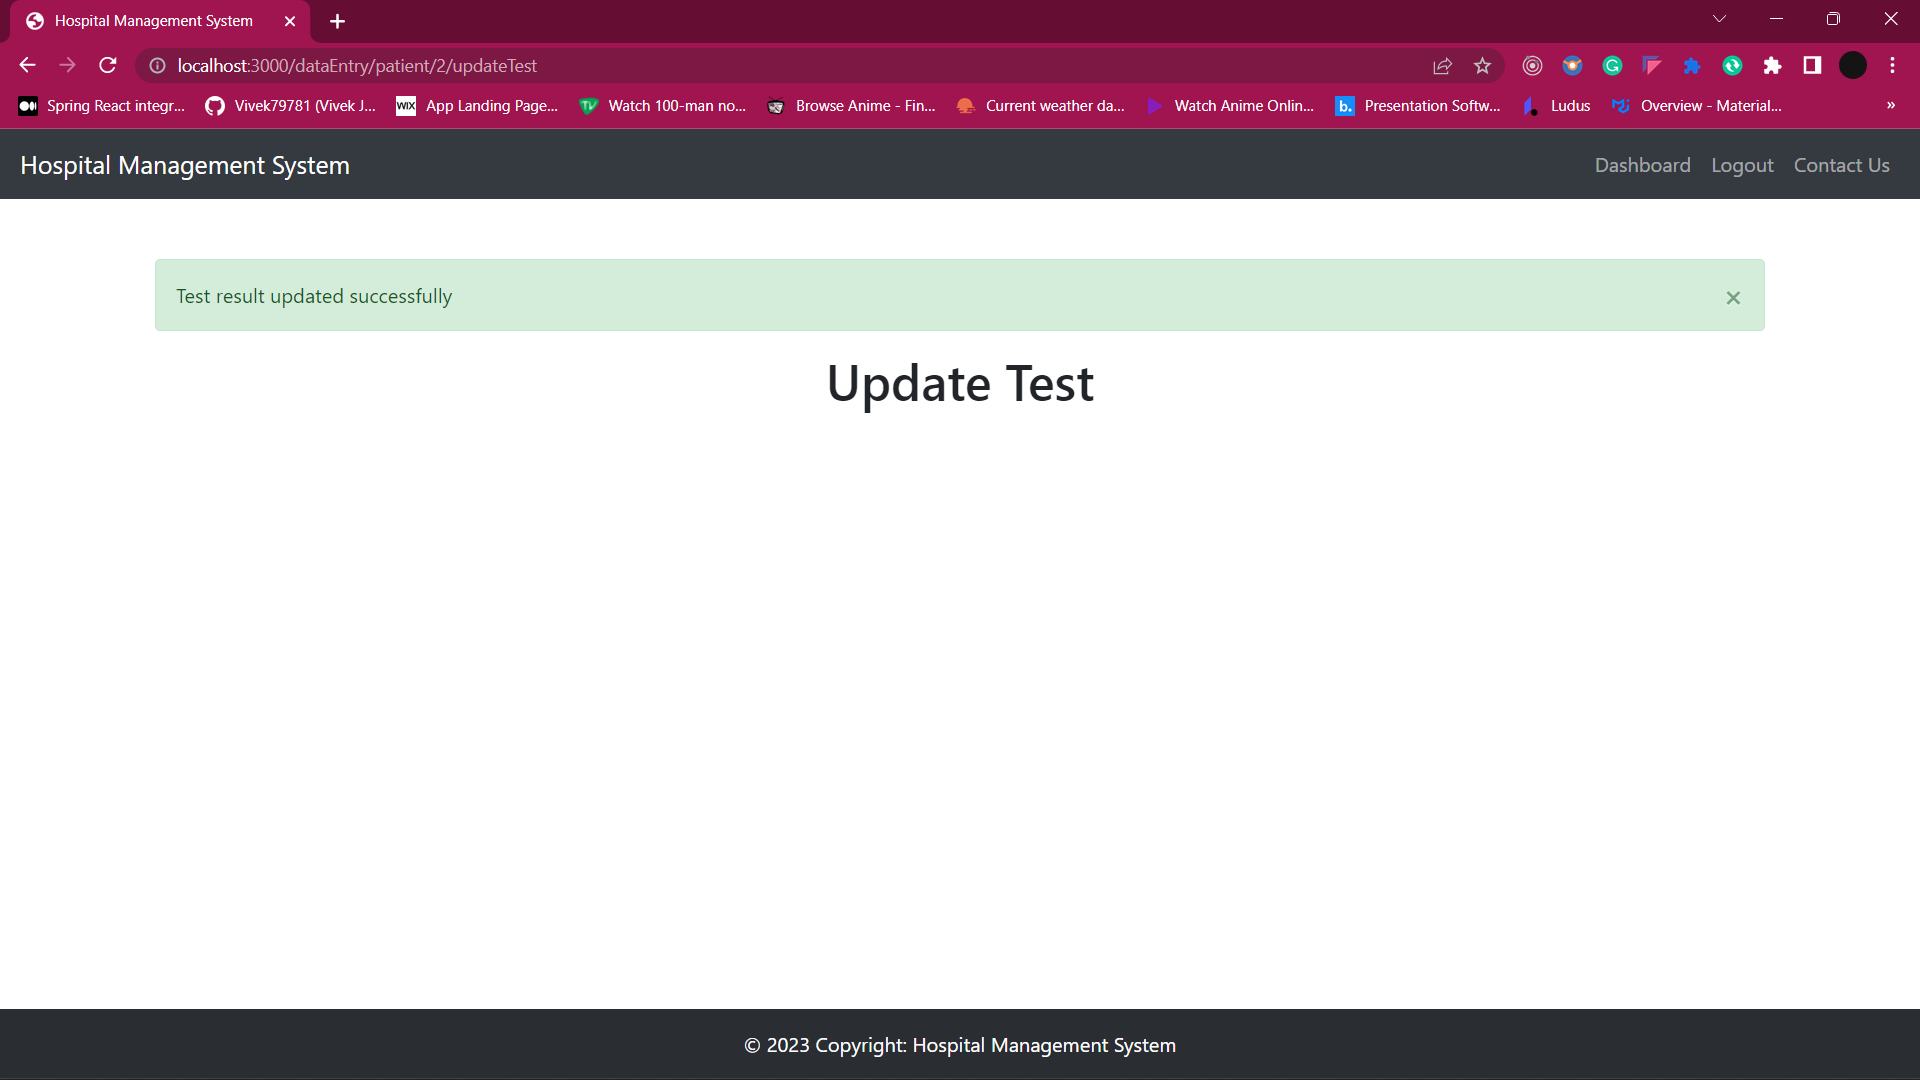 Hospital Management System
localhost:3000/dataEntry/patient/2/updateTest
Spring React integr... Vivek79781 (Vivek J... WIX App Landing Page... TV Watch 100-man no... Browse Anime - Fin... Current weather da... Watch Anime Onlin... b. Presentation Softw... Ludus Overview - Material... »
Hospital Management System Dashboard Logout Contact Us
Test result updated successfully ×
Update Test
© 2023 Copyright: Hospital Management System